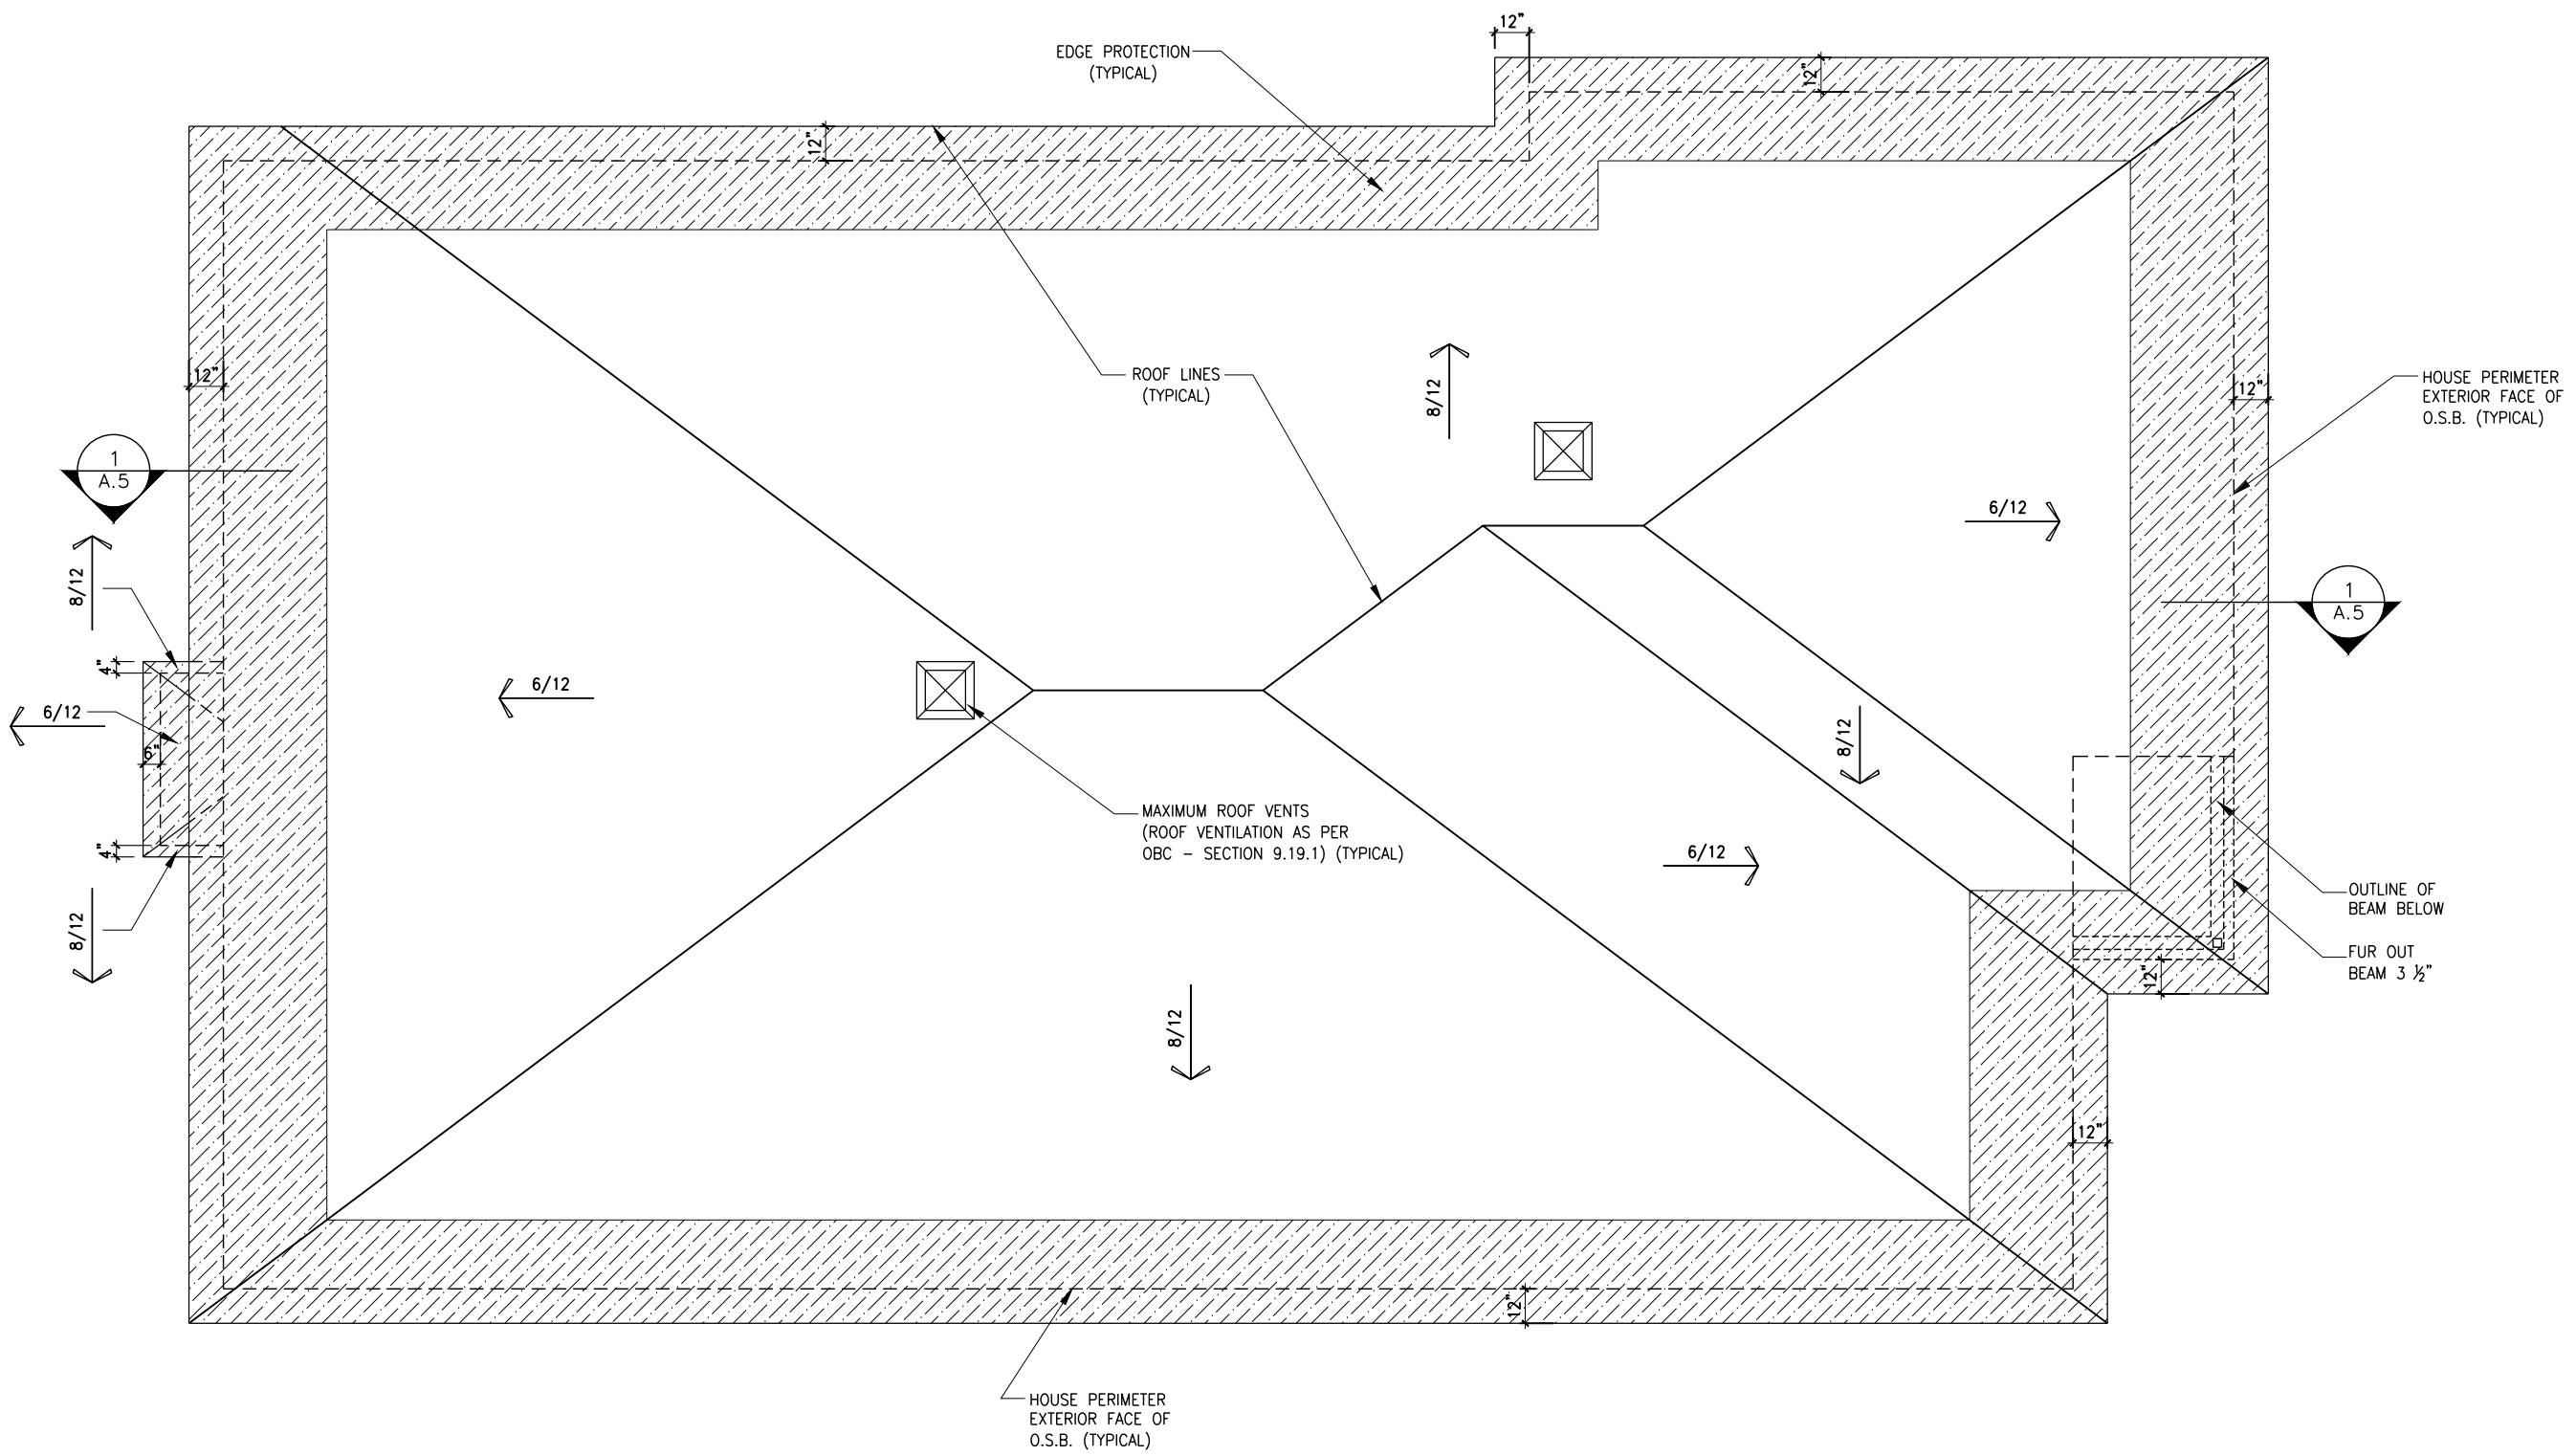 12"
EDGE PROTECTION
(TYPICAL)
12"
12"
ROOF LINES
(TYPICAL)
12"
8/12
12"
HOUSE PERIMETER
EXTERIOR FACE OF
O.S.B. (TYPICAL)
1
A.5
6/12
8/12
1
A.5
4"
6/12
6/12
6"
8/12
MAXIMUM ROOF VENTS
(ROOF VENTILATION AS PER
OBC – SECTION 9.19.1) (TYPICAL)
4"
6/12
OUTLINE OF
BEAM BELOW
8/12
FUR OUT
BEAM 3 ½"
12"
8/12
12"
12"
HOUSE PERIMETER
EXTERIOR FACE OF
O.S.B. (TYPICAL)